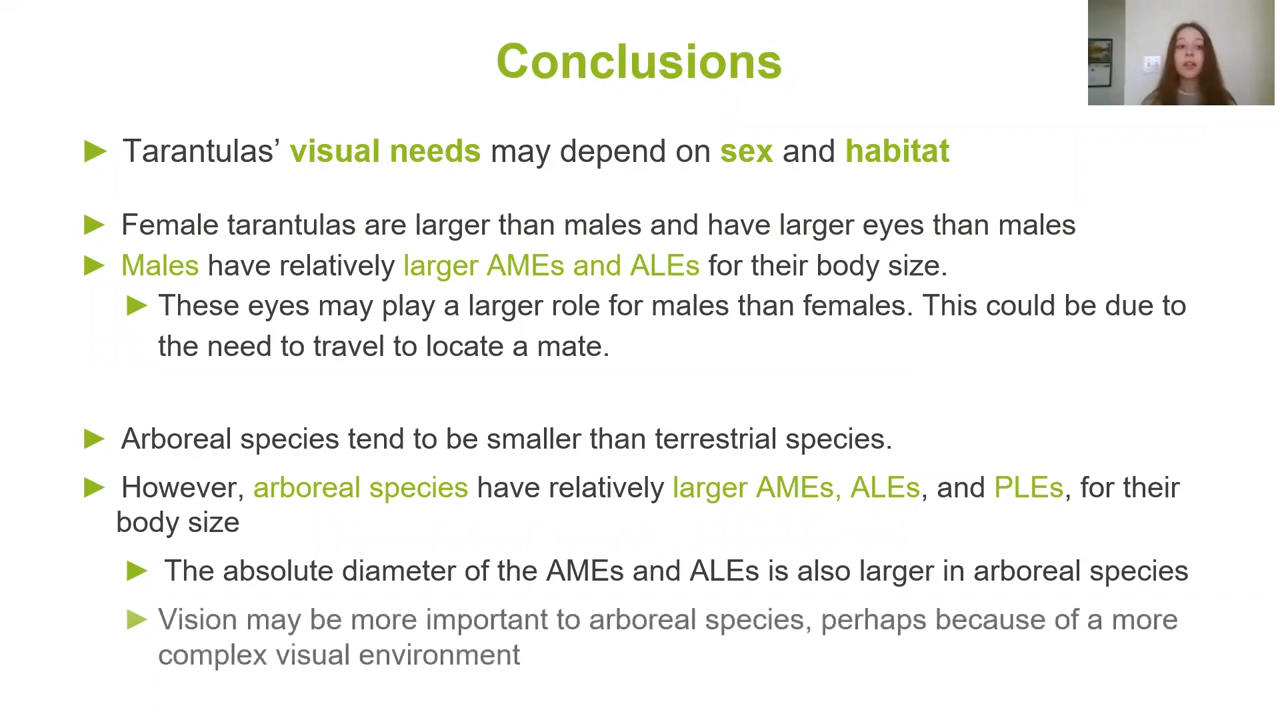 Conclusions
Tarantulas’ visual needs may depend on sex and habitat
Female tarantulas are larger than males and have larger eyes than males
Males have relatively larger AMEs and ALEs for their body size.
These eyes may play a larger role for males than females. This could be due to
the need to travel to locate a mate.
Arboreal species tend to be smaller than terrestrial species.
However, arboreal species have relatively larger AMEs, ALEs, and PLEs, for their
body size
The absolute diameter of the AMEs and ALEs is also larger in arboreal species
Vision may be more important to arboreal species, perhaps because of a more
complex visual environment